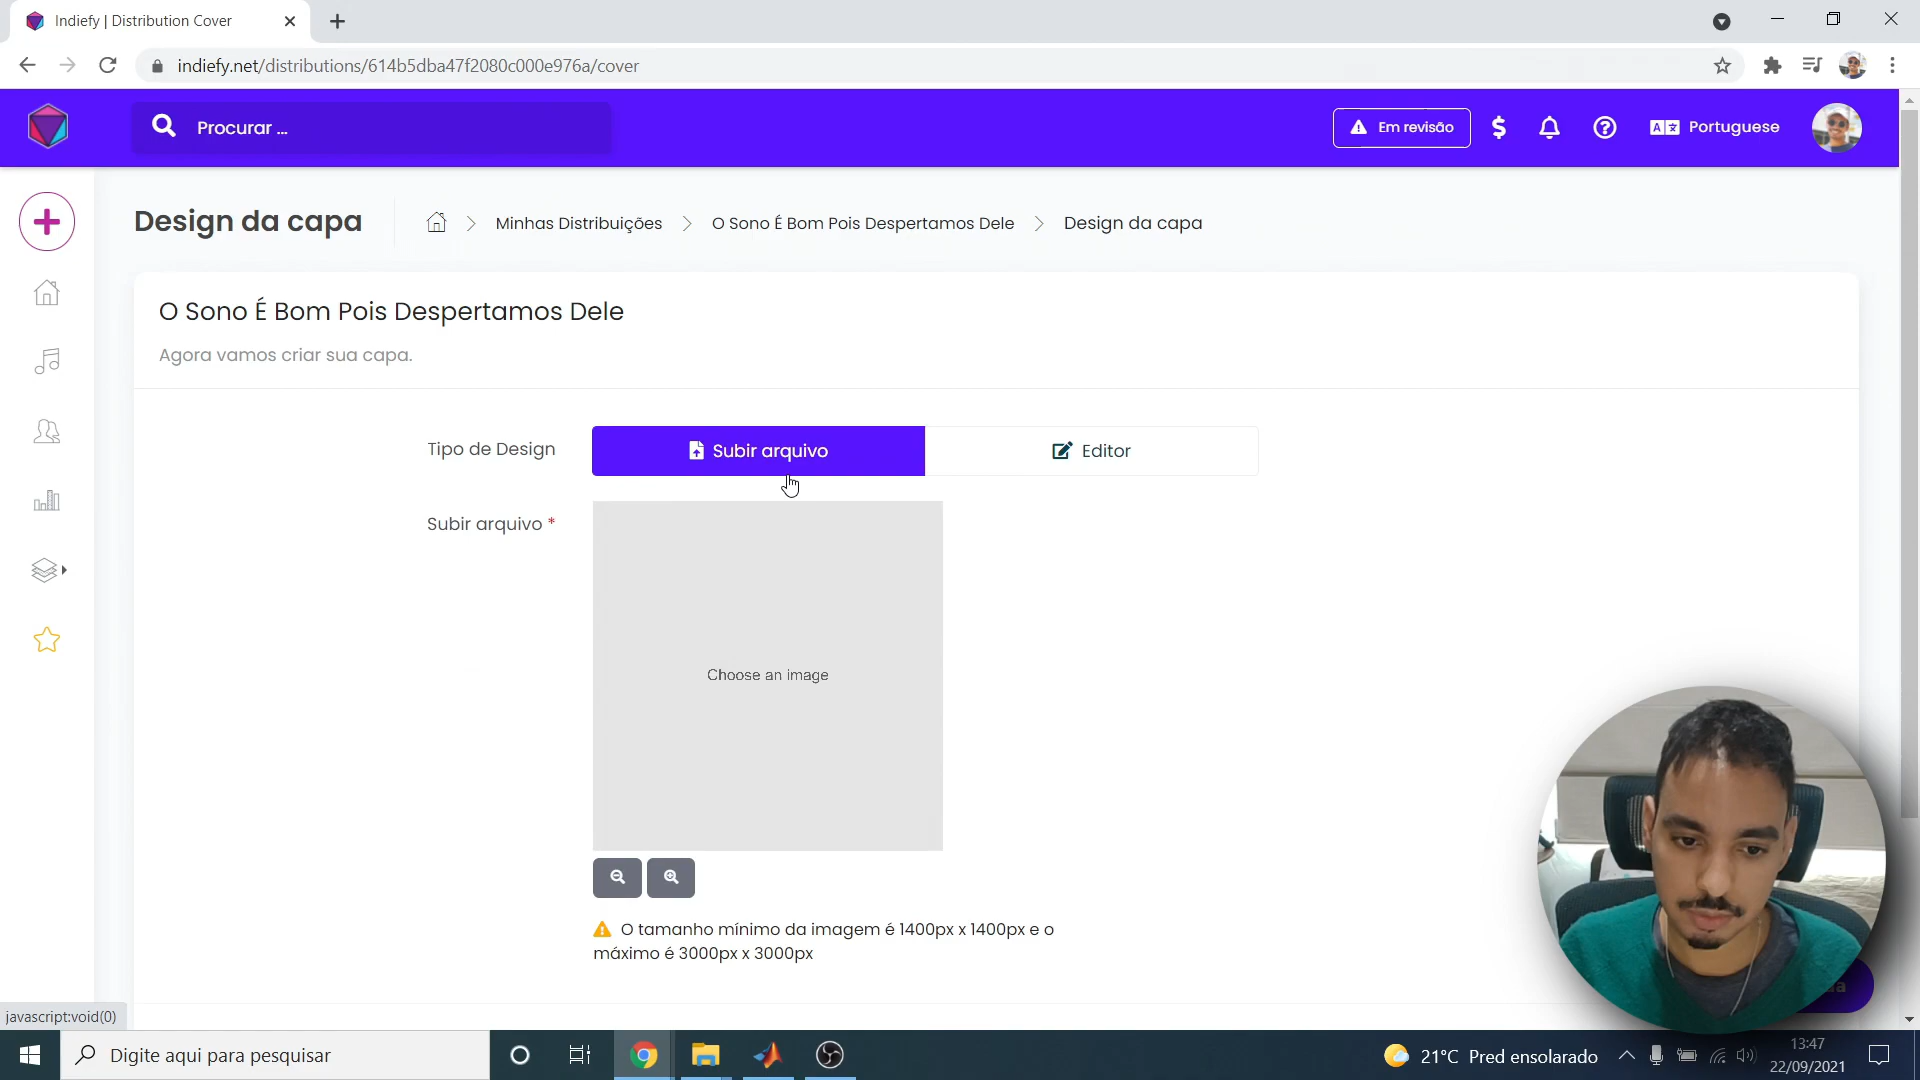 Indiefy | Distribution Cover
indiefy.net/distributions/614b5dba47f2080c000e976a/cover
Procurar ...
Em revisão
Portuguese
Design da capa
Minhas Distribuições
O Sono É Bom Pois Despertamos Dele
Design da capa
O Sono É Bom Pois Despertamos Dele
Agora vamos criar sua capa.
Tipo de Design
Subir arquivo
Editor
Subir arquivo *
Choose an image
O tamanho mínimo da imagem é 1400px x 1400px e o
máximo é 3000px x 3000px
javascript:void(0)
Digite aqui para pesquisar
21°C Pred ensolarado
13:47
22/09/2021